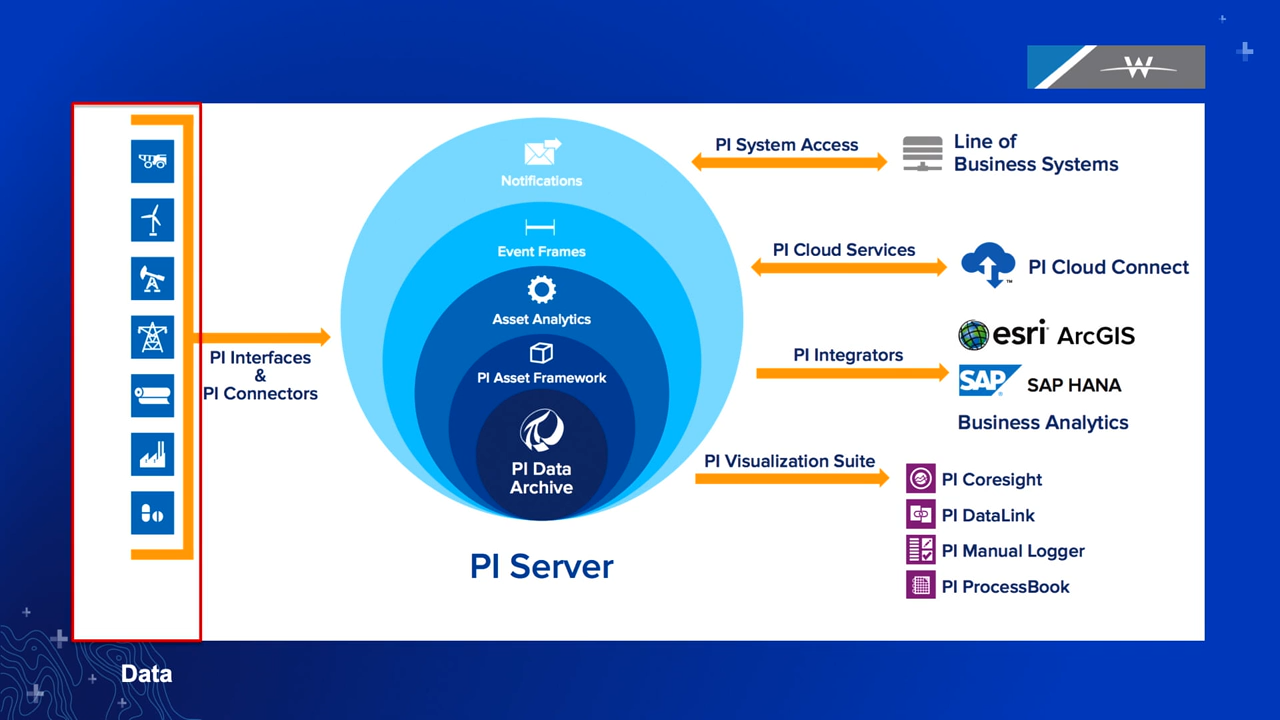 W
PI Interfaces
&
PI Connectors
Notifications
Event Frames
Asset Analytics
PI Asset Framework
PI Data
Archive
PI Server
PI System Access
Line of
Business Systems
PI Cloud Services
PI Cloud Connect
TM
PI Integrators
esri ArcGIS
SAP SAP HANA
Business Analytics
PI Visualization Suite
PI Coresight
PI DataLink
PI Manual Logger
PI ProcessBook
Data